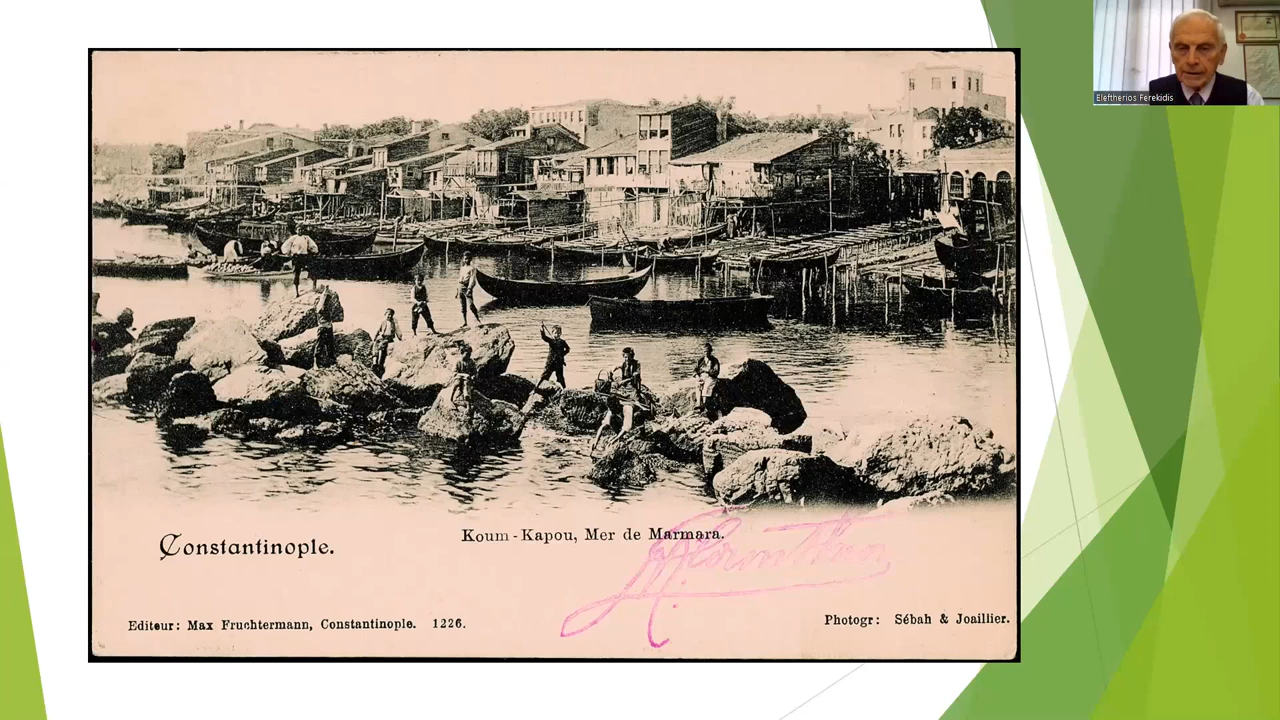 Eleftherios Ferekidis
Koum-Kapou, Mer de Marmara.
Constantinople.
Editeur: Max Fruchtermann, Constantinople. 1226.
Photogr: Sébah & Joaillier.